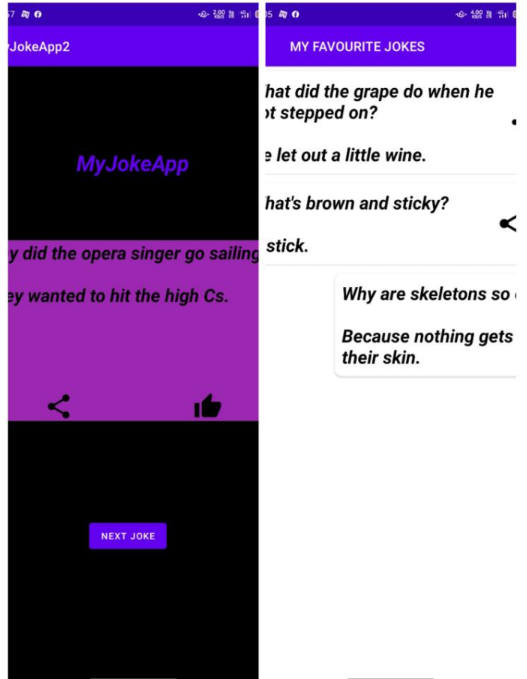 JokeApp2
MyJokeApp
y did the opera singer go sailing
ey wanted to hit the high Cs.
NEXT JOKE
MY FAVOURITE JOKES
hat did the grape do when he
ot stepped on?
e let out a little wine.
hat's brown and sticky?
stick.
Why are skeletons so
Because nothing gets
their skin.